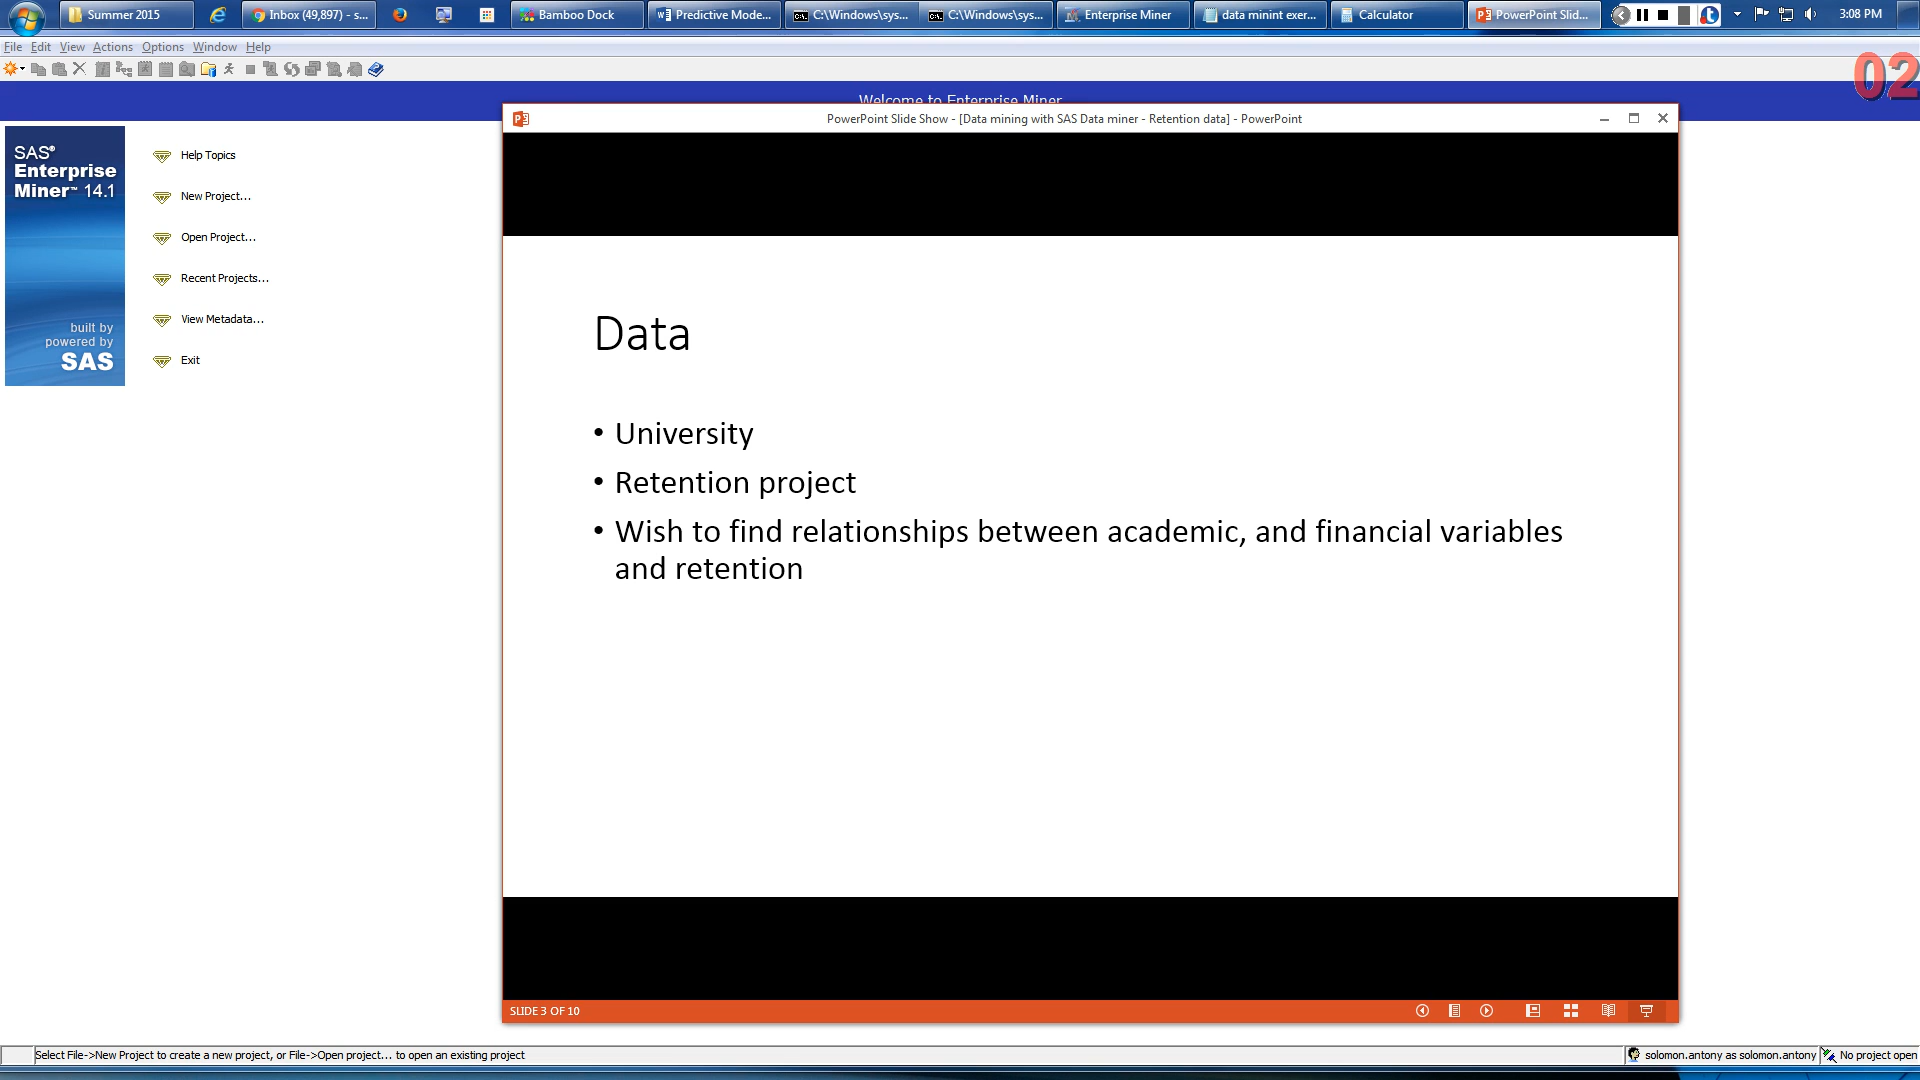 Summer 2015
Inbox (49,897) - s...
Bamboo Dock
Predictive Mode...
C:\Windows\sys...
C:\Windows\sys...
Enterprise Miner
data minint exer...
Calculator
PowerPoint Slid...
3:08 PM
File Edit View Actions Options Window Help
02
Welcome to Enterprise Miner
SAS®
Enterprise
Miner™ 14.1
built by
powered by
SAS
Help Topics
New Project...
Open Project...
Recent Projects...
View Metadata...
Exit
PowerPoint Slide Show - [Data mining with SAS Data miner - Retention data] - PowerPoint
Data
• University
• Retention project
• Wish to find relationships between academic, and financial variables
and retention
SLIDE 3 OF 10
Select File->New Project to create a new project, or File->Open project... to open an existing project
solomon.antony as solomon.antony
No project open